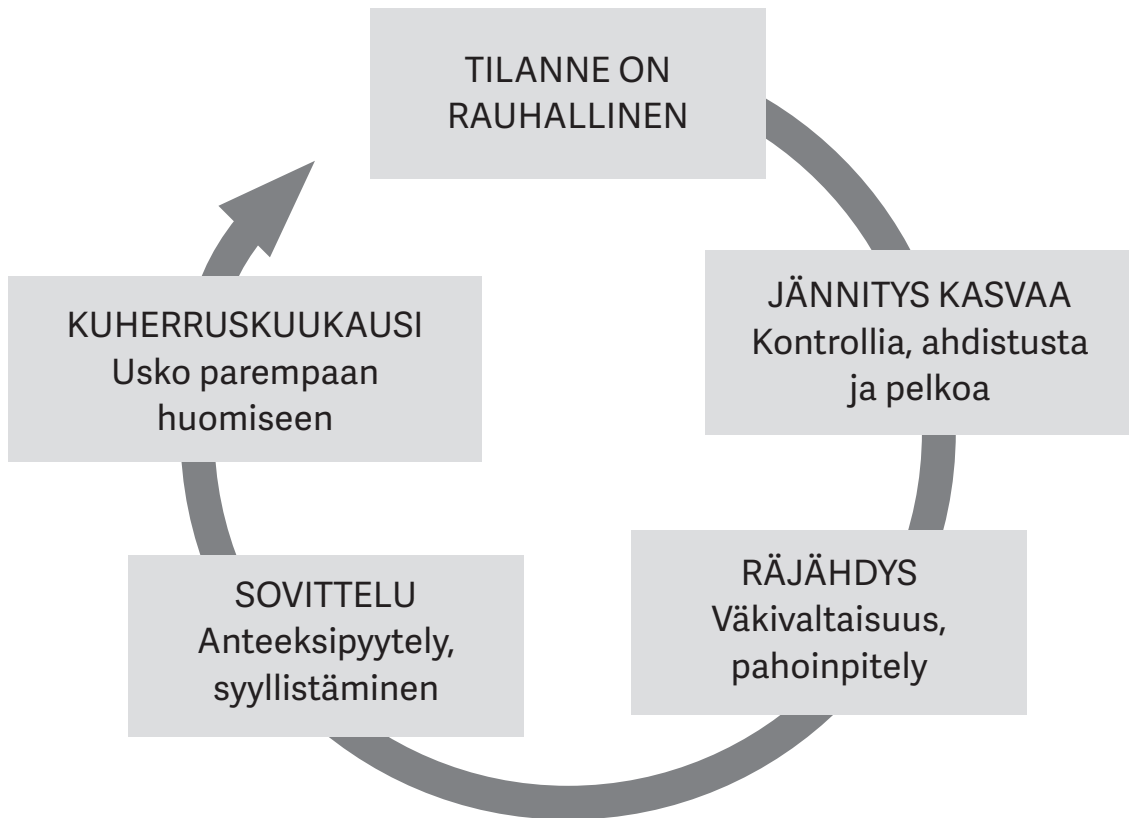 TILANNE ON
RAUHALLINEN
JÄNNITYS KASVAA
Kontrollia, ahdistusta
ja pelkoa
RÄJÄHDYS
Väkivaltaisuus,
pahoinpitely
SOVITTELU
Anteeksipyytely,
syyllistäminen
KUHERRUSKUUKAUSI
Usko parempaan
huomiseen